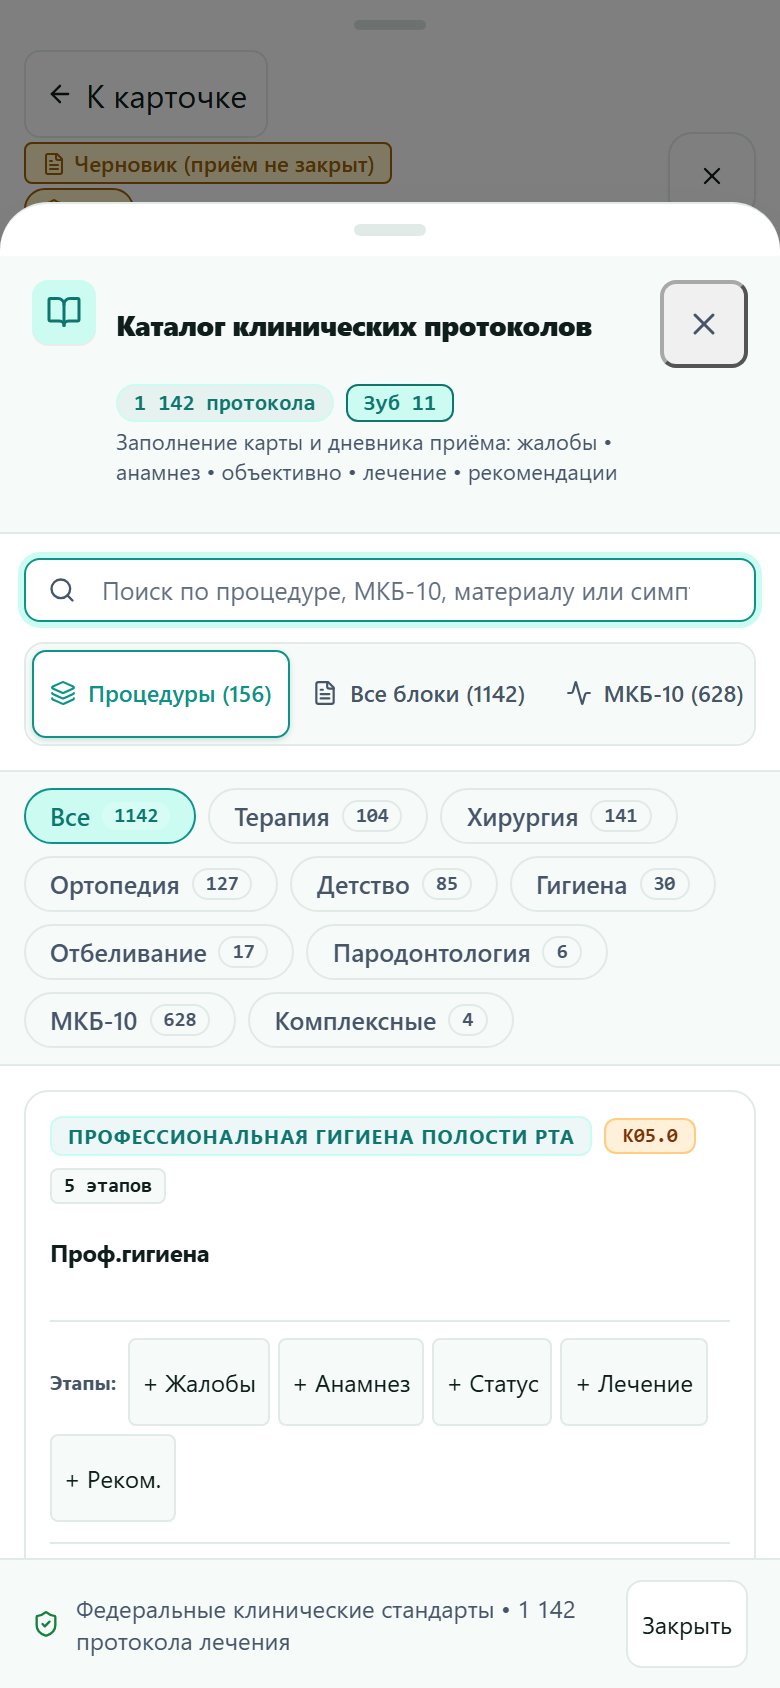 К карточке
Черновик (приём не закрыт)
Каталог клинических протоколов
1 142 протокола
Зуб 11
Заполнение карты и дневника приёма: жалобы •
анамнез • объективно • лечение • рекомендации
Поиск по процедуре, МКБ-10, материалу или симп
Процедуры (156)
Все блоки (1142)
МКБ-10 (628)
Все 1142
Терапия 104
Хирургия 141
Ортопедия 127
Детство 85
Гигиена 30
Отбеливание 17
Пародонтология 6
МКБ-10 628
Комплексные 4
ПРОФЕССИОНАЛЬНАЯ ГИГИЕНА ПОЛОСТИ РТА
K05.0
5 этапов
Проф.гигиена
Этапы:
+ Жалобы
+ Анамнез
+ Статус
+ Лечение
+ Реком.
Федеральные клинические стандарты • 1 142
протокола лечения
Закрыть